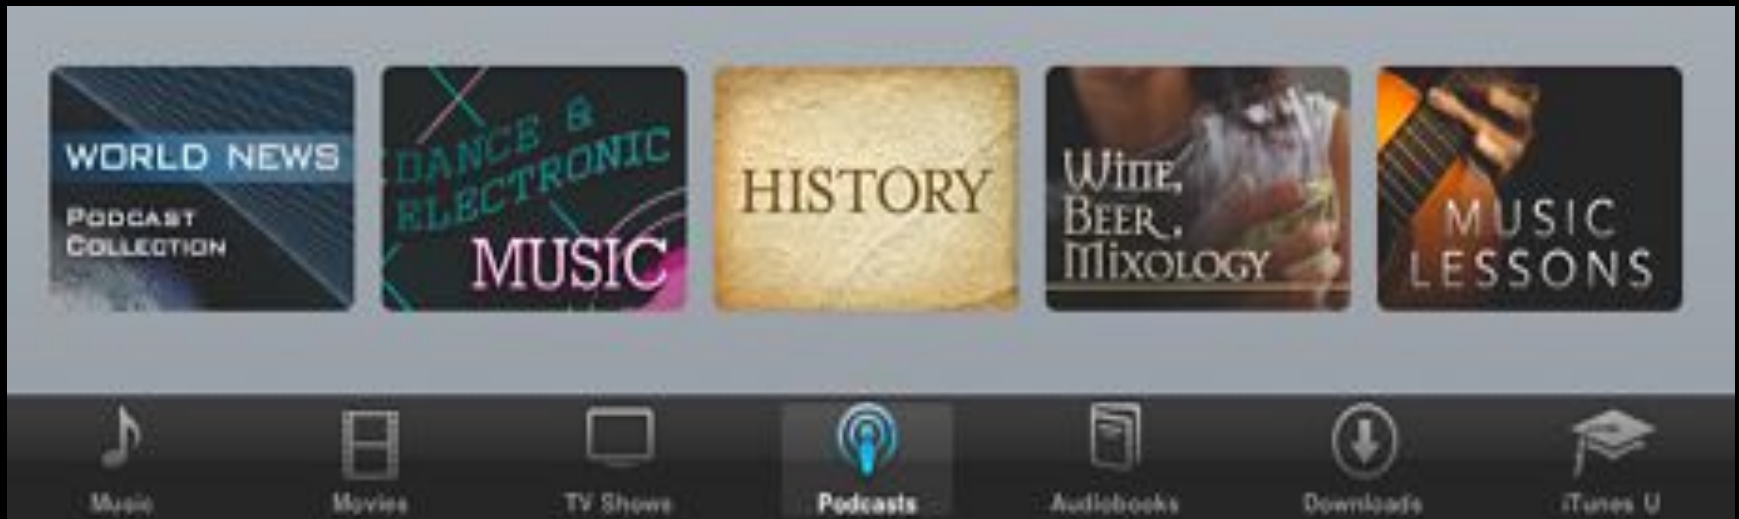 WORLD NEWS
PODCAST
COLLECTION
DANCE &
ELECTRONIC
MUSIC
HISTORY
WINE,
BEER,
MIXOLOGY
MUSIC
LESSONS
Music
Movies
TV Shows
Podcasts
Audiobooks
Downloads
iTunes U